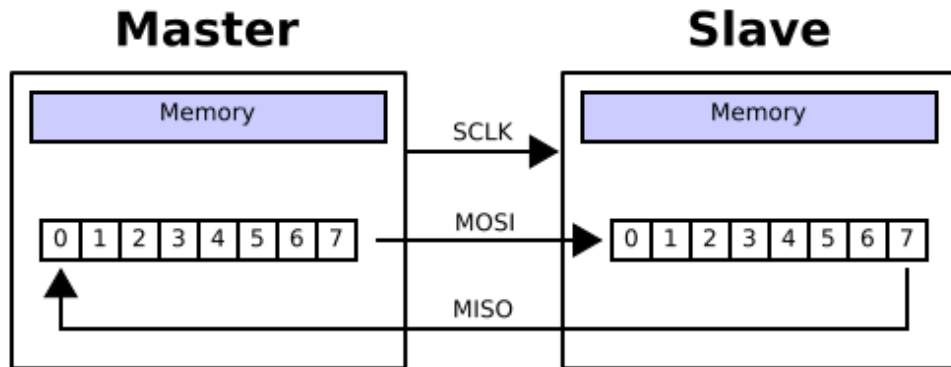 Master Slave
Memory Memory
SCLK
0 1 2 3 4 5 6 7 MOSI 0 1 2 3 4 5 6 7
MISO